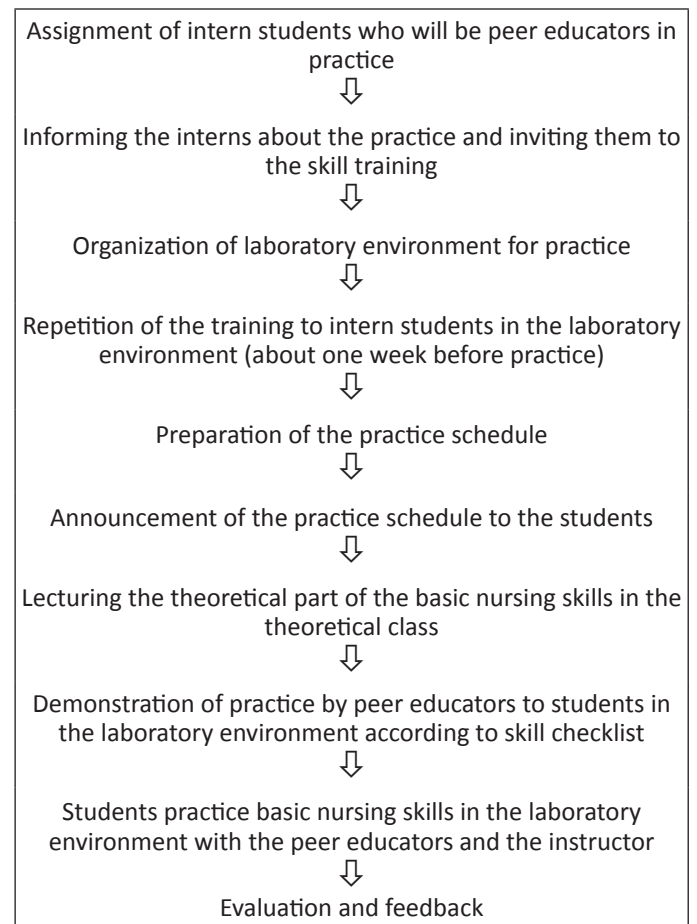 Assignment of intern students who will be peer educators in
practice
⇩
Informing the interns about the practice and inviting them to
the skill training
⇩
Organization of laboratory environment for practice
⇩
Repetition of the training to intern students in the laboratory
environment (about one week before practice)
⇩
Preparation of the practice schedule
⇩
Announcement of the practice schedule to the students
⇩
Lecturing the theoretical part of the basic nursing skills in the
theoretical class
⇩
Demonstration of practice by peer educators to students in
the laboratory environment according to skill checklist
⇩
Students practice basic nursing skills in the laboratory
environment with the peer educators and the instructor
⇩
Evaluation and feedback